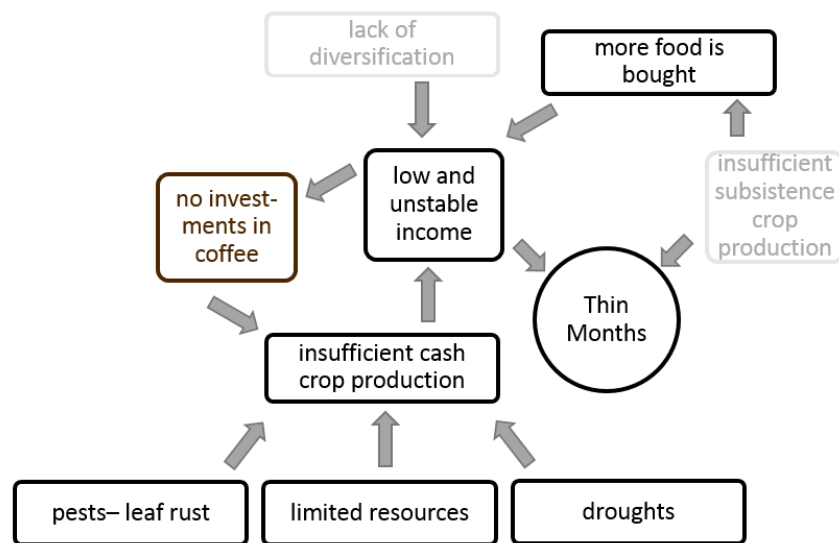 lack of
diversification
more food is
bought
low and
unstable
income
no invest-
ments in
coffee
insufficient
subsistence
crop
production
Thin
Months
insufficient cash
crop production
pests– leaf rust
limited resources
droughts